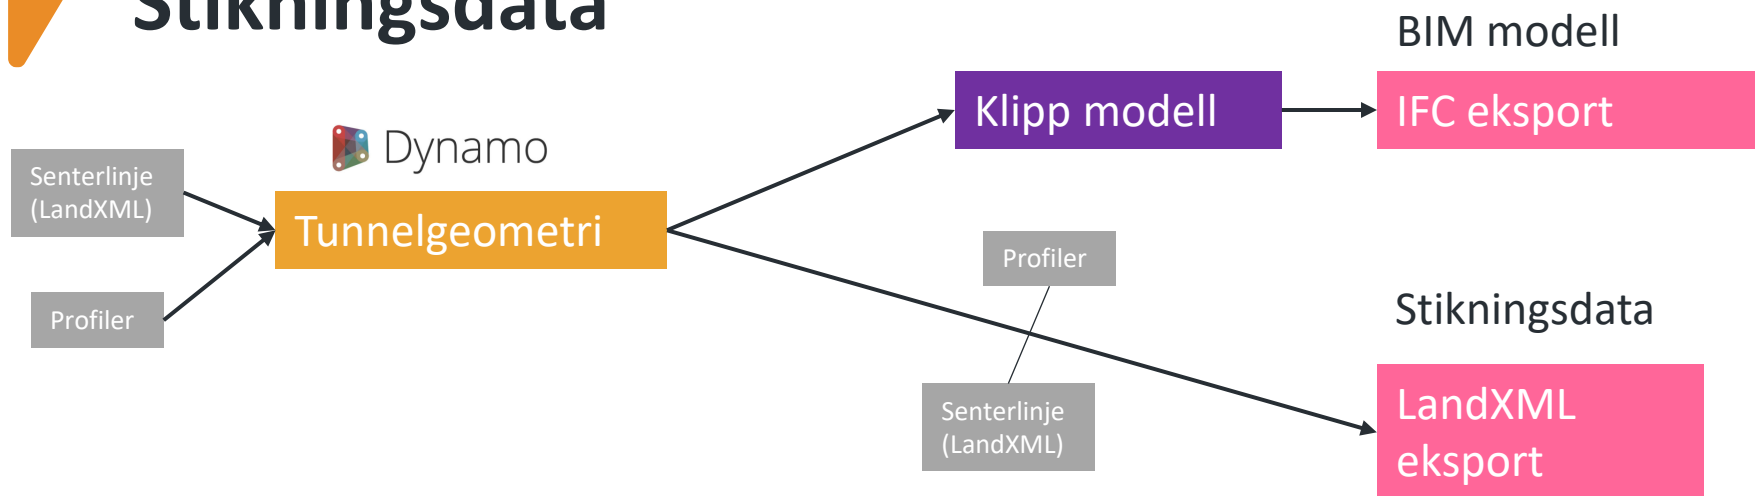 Stikningsdata
BIM modell
Klipp modell
IFC eksport
Dynamo
Senterlinje
(LandXML)
Tunnelgeometri
Profiler
Profiler
Senterlinje
(LandXML)
Stikningsdata
LandXML
eksport